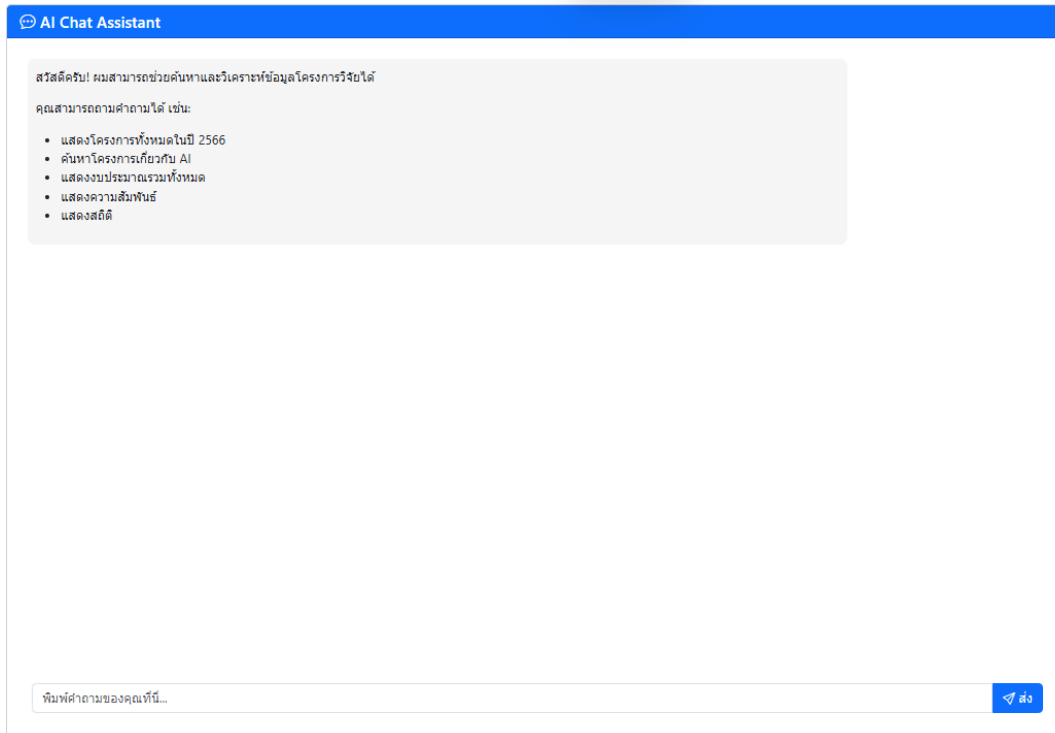 AI Chat Assistant
สวัสดีครับ! ผมสามารถช่วยค้นหาและวิเคราะห์ข้อมูลโครงการวิจัยได้
คุณสามารถถามคำถามได้ เช่น:
• แสดงโครงการทั้งหมดในปี 2566
• ค้นหาโครงการเกี่ยวกับ AI
• แสดงงบประมาณรวมทั้งหมด
• แสดงความสัมพันธ์
• แสดงสถิติ
พิมพ์คำถามของคุณที่นี่...
ส่ง